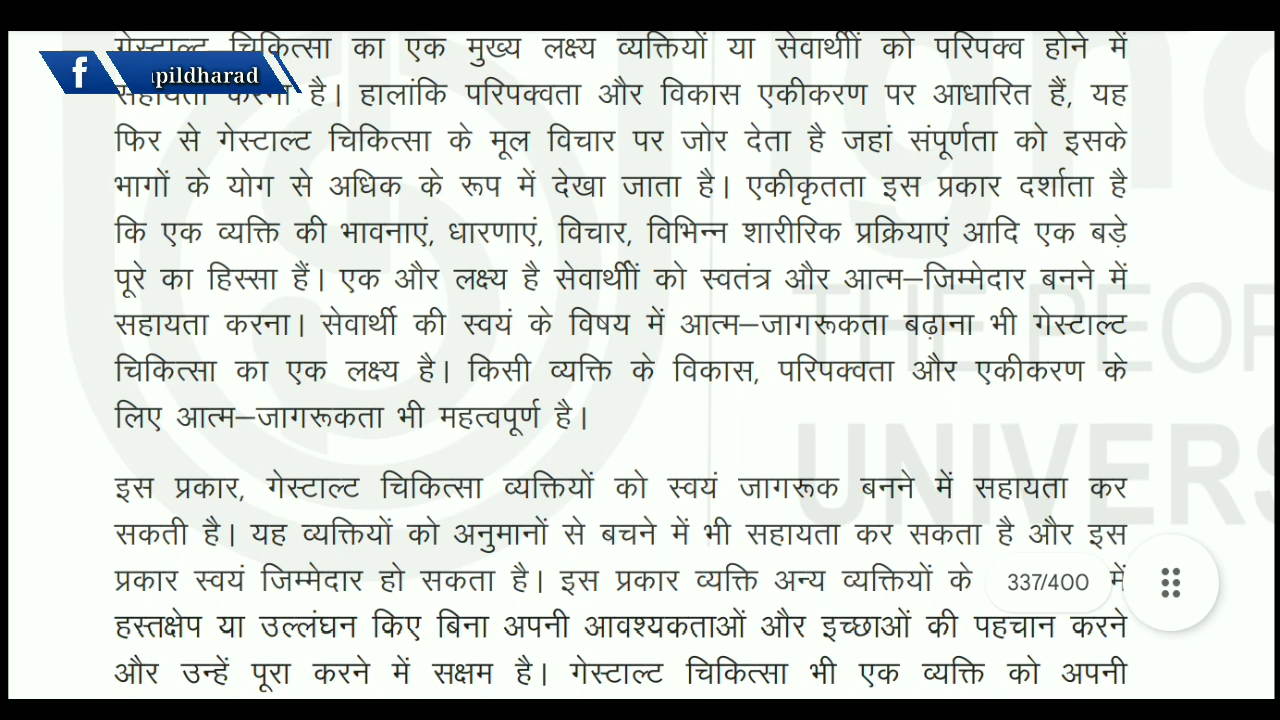 गेस्टाल्ट चिकित्सा का एक मुख्य लक्ष्य व्यक्तियों या सेवार्थीों को परिपक्व होने में
f
pildharad
सहायता करना है। हालांकि परिपक्वता और विकास एकीकरण पर आधारित हैं, यह
फिर से गेस्टाल्ट चिकित्सा के मूल विचार पर जोर देता है जहां संपूर्णता को इसके
भागों के योग से अधिक के रूप में देखा जाता है। एकीकृतता इस प्रकार दर्शाता है
कि एक व्यक्ति की भावनाएं, धारणाएं, विचार, विभिन्न शारीरिक प्रक्रियाएं आदि एक बड़े
पूरे का हिस्सा हैं। एक और लक्ष्य है सेवार्थीों को स्वतंत्र और आत्म–जिम्मेदार बनने में
सहायता करना। सेवार्थी की स्वयं के विषय में आत्म–जागरूकता बढ़ाना भी गेस्टाल्ट
चिकित्सा का एक लक्ष्य है। किसी व्यक्ति के विकास, परिपक्वता और एकीकरण के
लिए आत्म–जागरूकता भी महत्वपूर्ण है।
इस प्रकार, गेस्टाल्ट चिकित्सा व्यक्तियों को स्वयं जागरूक बनने में सहायता कर
सकती है। यह व्यक्तियों को अनुमानों से बचने में भी सहायता कर सकता है और इस
प्रकार स्वयं जिम्मेदार हो सकता है। इस प्रकार व्यक्ति अन्य व्यक्तियों के में
337/400
हस्तक्षेप या उल्लंघन किए बिना अपनी आवश्यकताओं और इच्छाओं की पहचान करने
और उन्हें पूरा करने में सक्षम है। गेस्टाल्ट चिकित्सा भी एक व्यक्ति को अपनी
ign
THE PEOP
UNIVERS